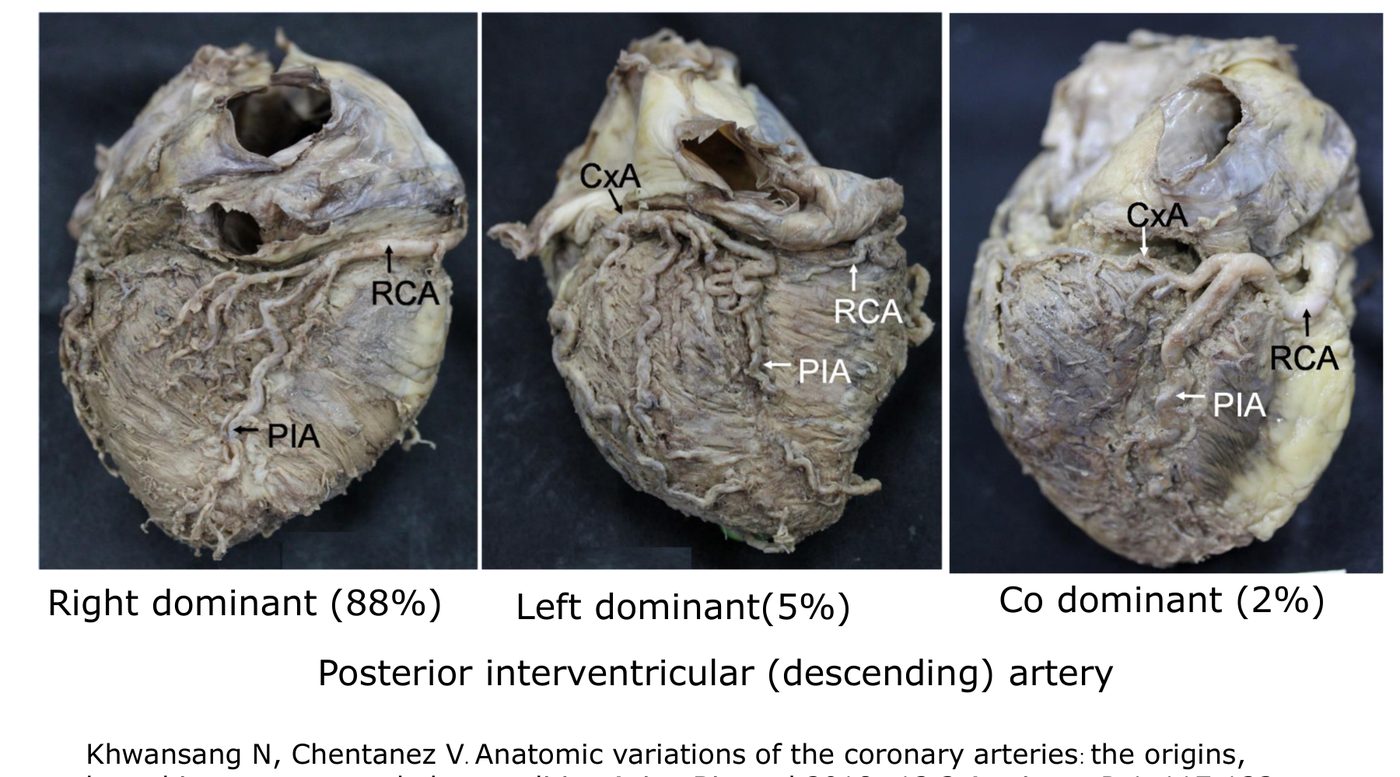 CxA
CxA
RCA
RCA
RCA
PIA
PIA
PIA
Right dominant (88%)
Left dominant(5%)
Co dominant (2%)
Posterior interventricular (descending) artery
Khwansang N, Chentanez V. Anatomic variations of the coronary arteries: the origins,